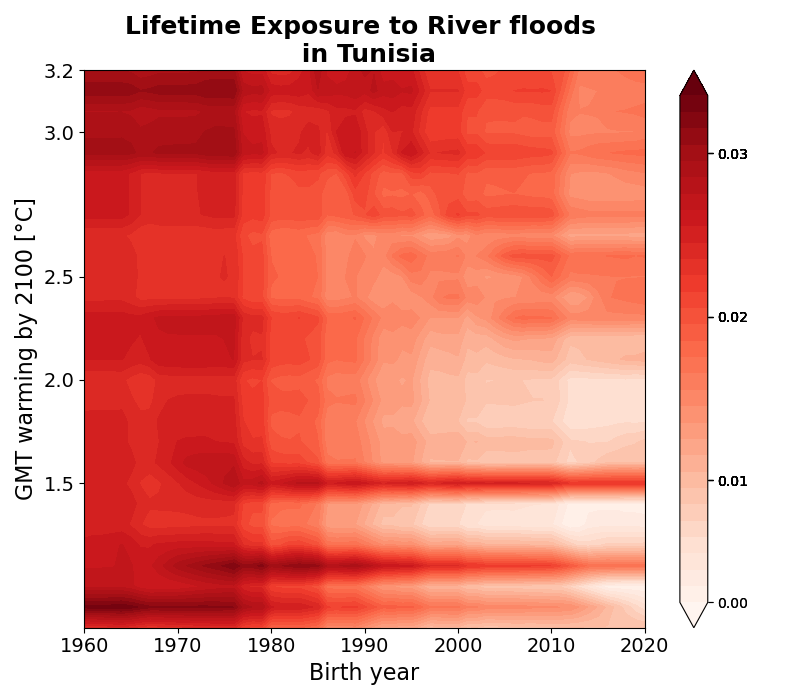 Lifetime Exposure to River floods
in Tunisia
GMT warming by 2100 [°C]
3.2
3.0
2.5
2.0
1.5
1960 1970 1980 1990 2000 2010 2020
Birth year
0.03
0.02
0.01
0.00